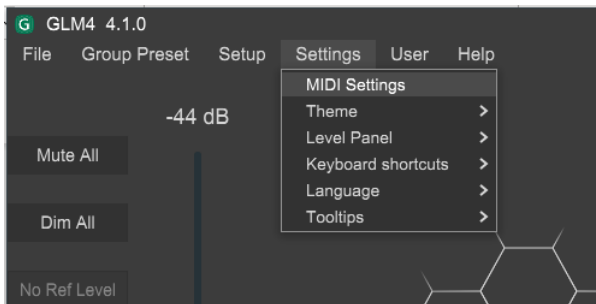 G GLM4 4.1.0
File Group Preset Setup Settings User Help
MIDI Settings
Theme
Level Panel
Keyboard shortcuts
Language
Tooltips
-44 dB
Mute All
Dim All
No Ref Level